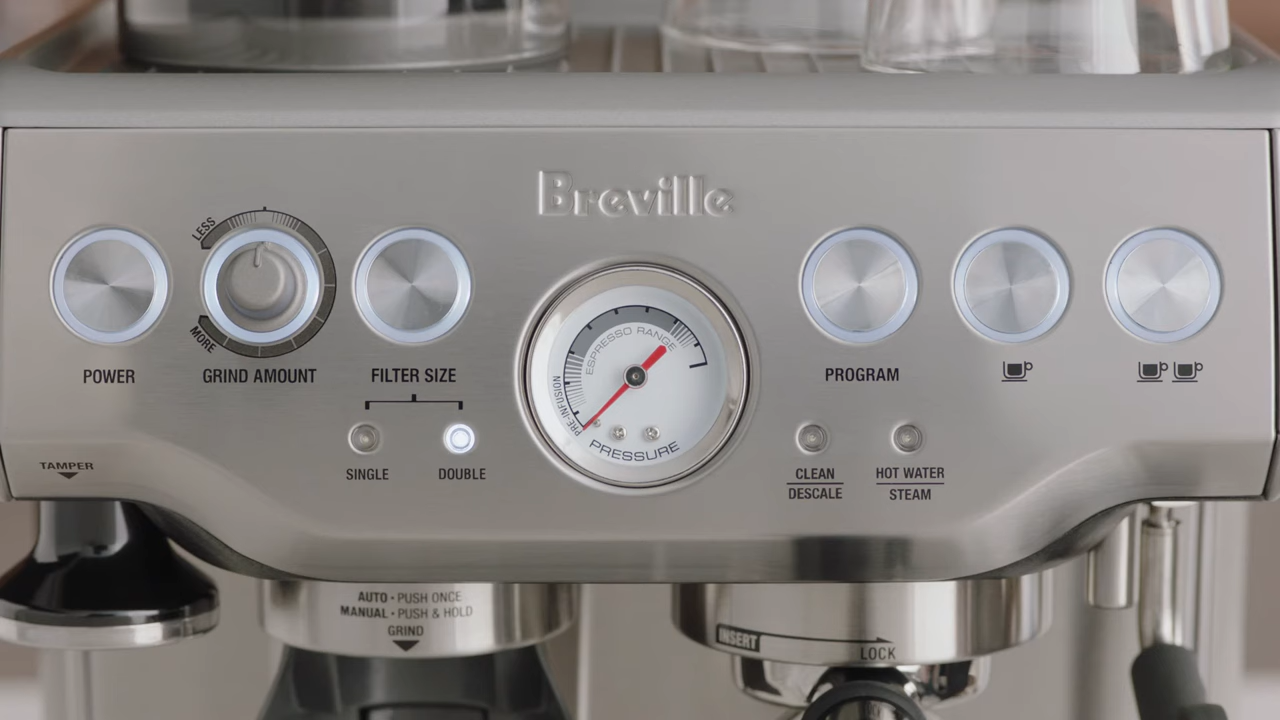 Breville
LESS
MORE
POWER
GRIND AMOUNT
FILTER SIZE
SINGLE
DOUBLE
TAMPER
ESPRESSO RANGE
PRE-INFUSION
PRESSURE
PROGRAM
CLEAN
DESCALE
HOT WATER
STEAM
AUTO • PUSH ONCE
MANUAL • PUSH & HOLD
GRIND
INSERT
LOCK